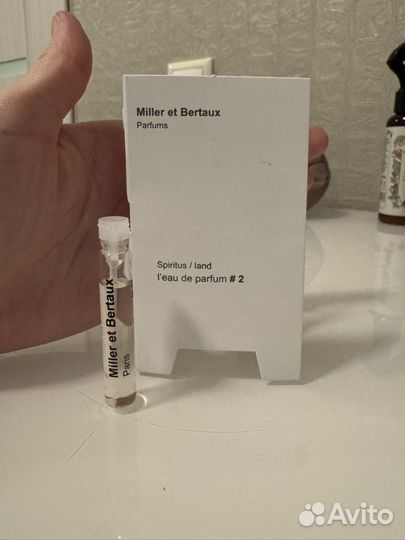 Miller et Bertaux
Parfums
Spiritus / land
l'eau de parfum # 2
Miller et Bertaux
Paris
Avito